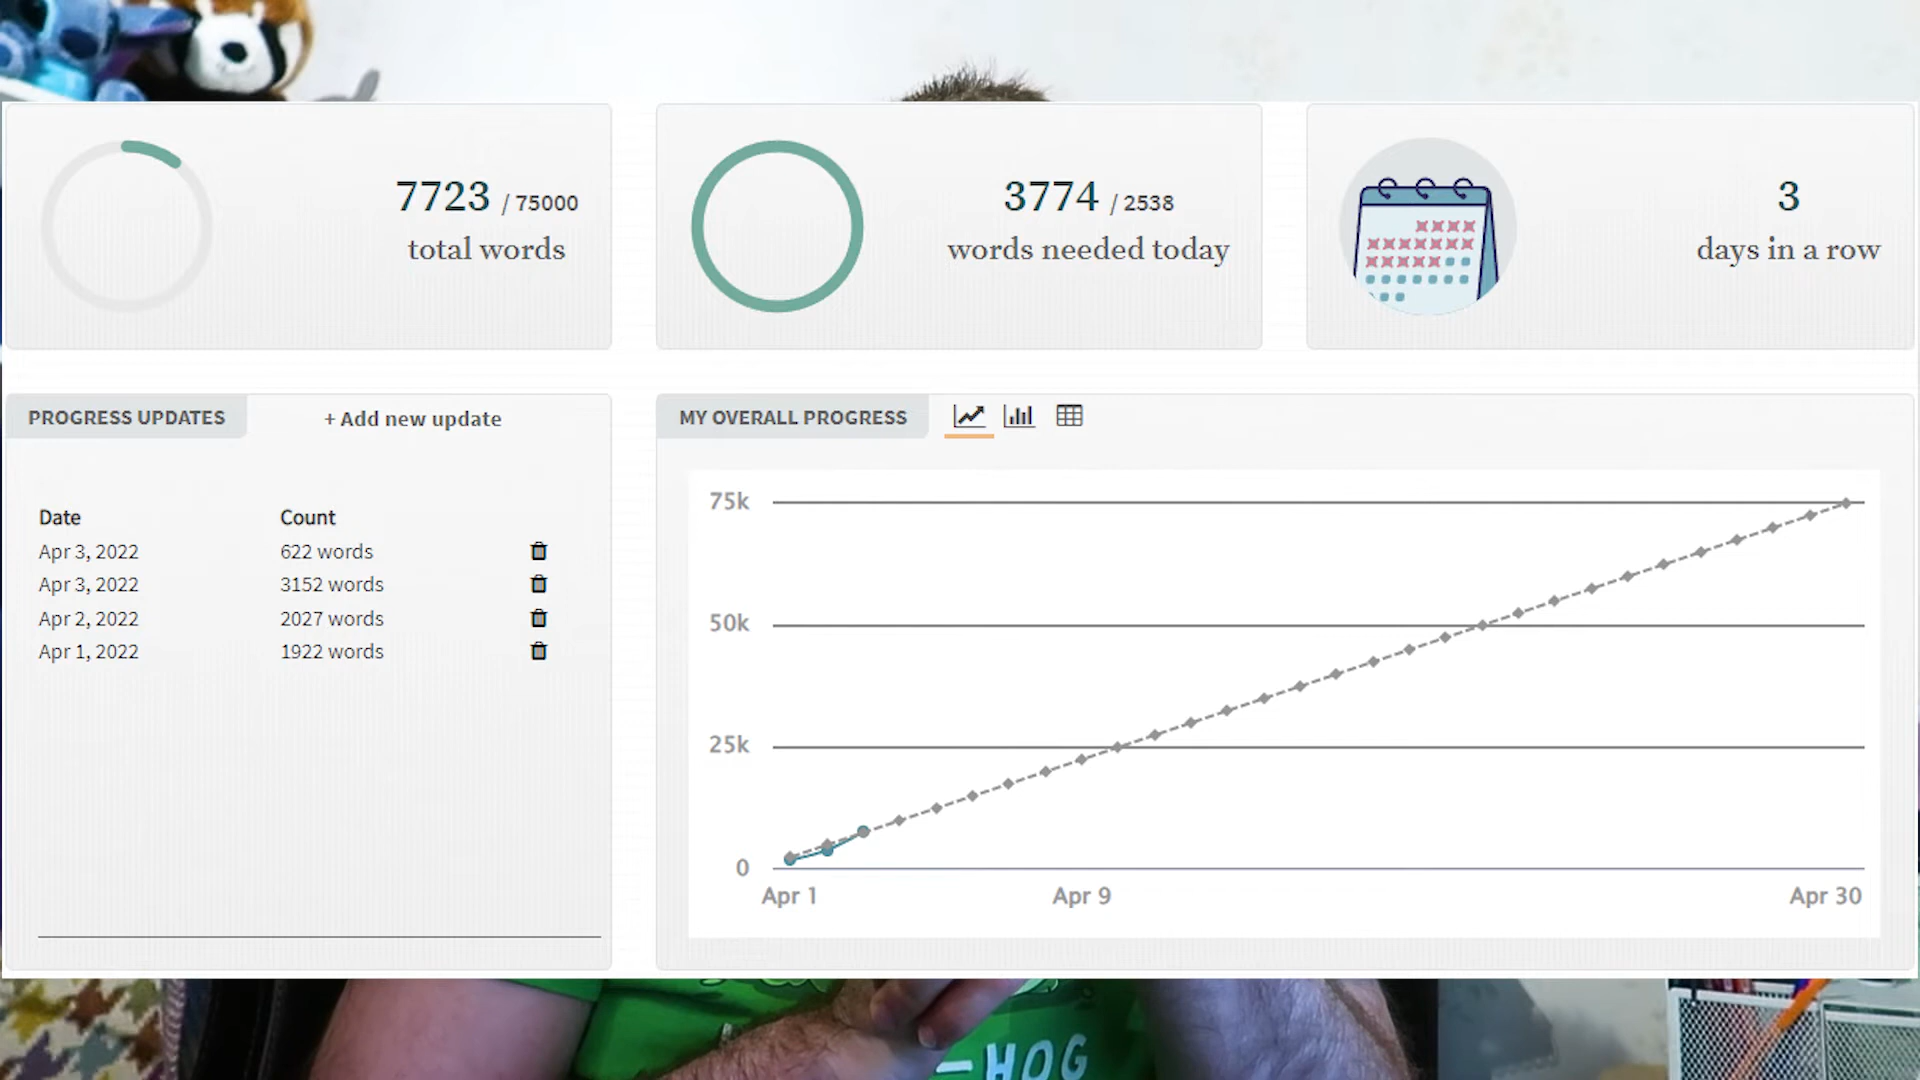 7723 / 75000
total words
3774 / 2538
words needed today
3
days in a row
PROGRESS UPDATES
+ Add new update
Date Count
Apr 3, 2022 622 words
Apr 3, 2022 3152 words
Apr 2, 2022 2027 words
Apr 1, 2022 1922 words
MY OVERALL PROGRESS
75k
50k
25k
0
Apr 1 Apr 9 Apr 30
-HOG